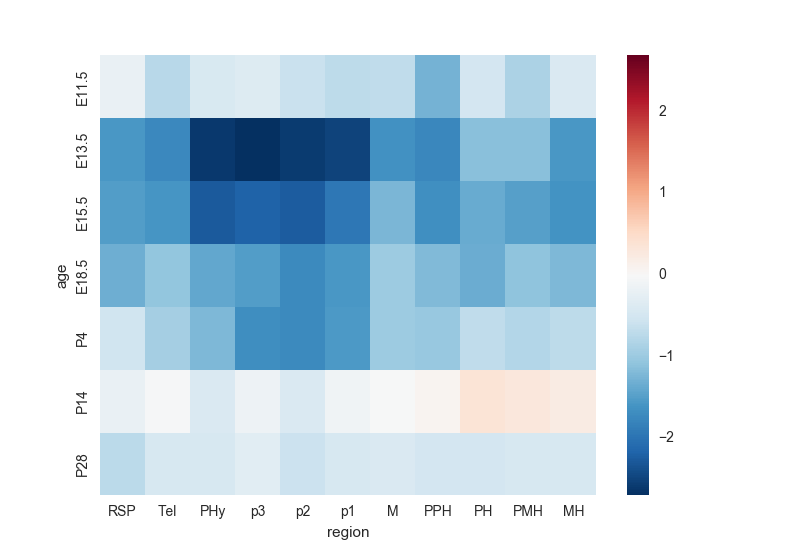 E11.5
E13.5
E15.5
E18.5
P4
P14
P28
age
RSP Tel PHy p3 p2 p1 M PPH PH PMH MH
region
2
1
0
−1
−2